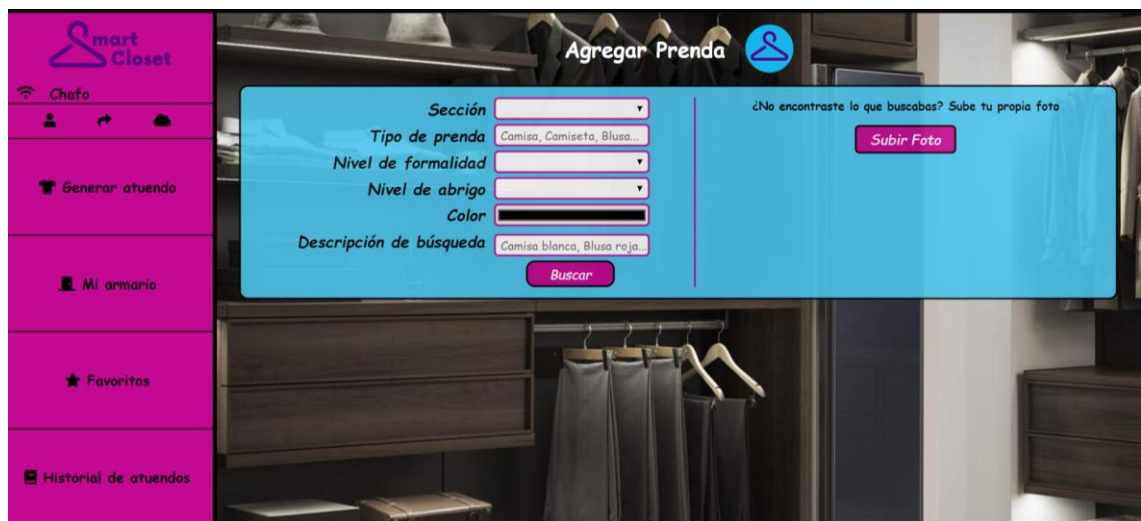 Smart
Closet
Chafo
Generar atuendo
Mi armario
Favoritos
Historial de atuendos
Agregar Prenda
Sección
Tipo de prenda Camisa, Camiseta, Blusa...
Nivel de formalidad
Nivel de abrigo
Color
Descripción de búsqueda Camisa blanca, Blusa roja...
Buscar
¿No encontraste lo que buscabas? Sube tu propia foto
Subir Foto